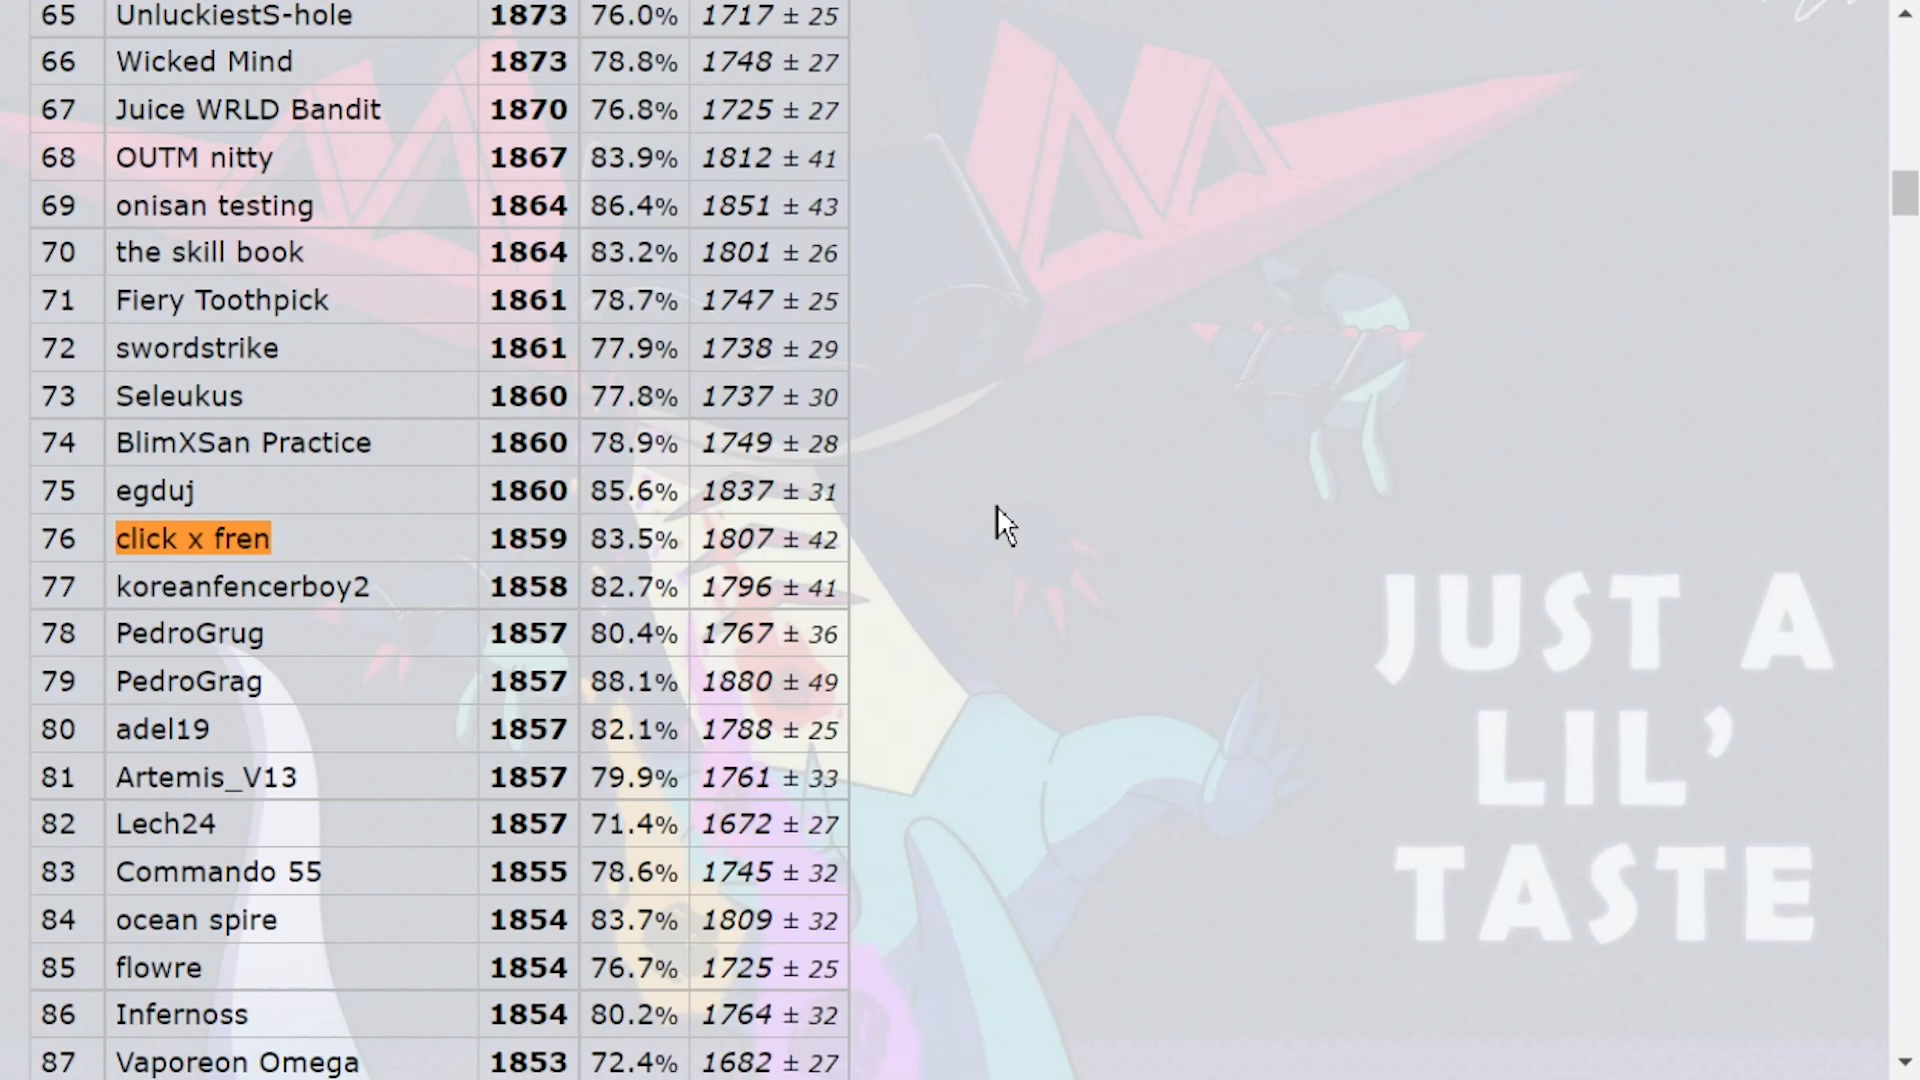 65 UnluckiestS-hole 1873 76.0% 1717 ± 25
66 Wicked Mind 1873 78.8% 1748 ± 27
67 Juice WRLD Bandit 1870 76.8% 1725 ± 27
68 OUTM nitty 1867 83.9% 1812 ± 41
69 onisan testing 1864 86.4% 1851 ± 43
70 the skill book 1864 83.2% 1801 ± 26
71 Fiery Toothpick 1861 78.7% 1747 ± 25
72 swordstrike 1861 77.9% 1738 ± 29
73 Seleukus 1860 77.8% 1737 ± 30
74 BlimXSan Practice 1860 78.9% 1749 ± 28
75 egduj 1860 85.6% 1837 ± 31
76 click x fren 1859 83.5% 1807 ± 42
77 koreanfencerboy2 1858 82.7% 1796 ± 41
78 PedroGrug 1857 80.4% 1767 ± 36
79 PedroGrag 1857 88.1% 1880 ± 49
80 adel19 1857 82.1% 1788 ± 25
81 Artemis_V13 1857 79.9% 1761 ± 33
82 Lech24 1857 71.4% 1672 ± 27
83 Commando 55 1855 78.6% 1745 ± 32
84 ocean spire 1854 83.7% 1809 ± 32
85 flowre 1854 76.7% 1725 ± 25
86 Infernoss 1854 80.2% 1764 ± 32
87 Vaporeon Omega 1853 72.4% 1682 ± 27
JUST A
LIL’
TASTE